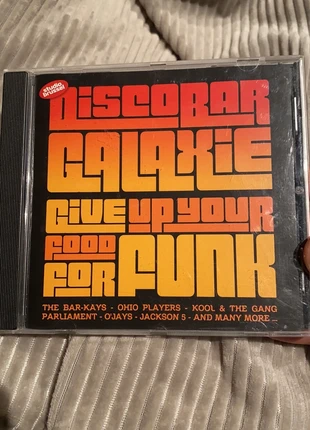 studio
brussel
DISCOBAR
GALAXIE
GIVE UP YOUR
FOOD
FOR FUNK
THE BAR-KAYS - OHIO PLAYERS - KOOL & THE GANG
PARLIAMENT - O'JAYS - JACKSON 5 - AND MANY MORE ...